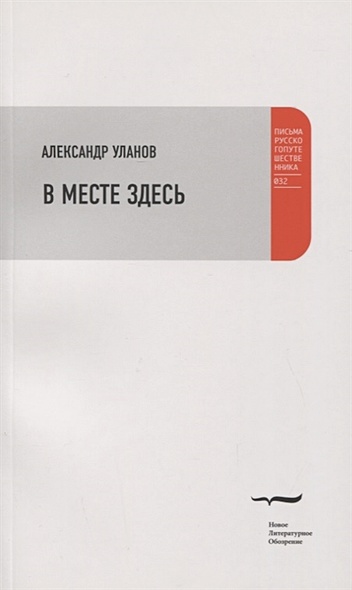 АЛЕКСАНДР УЛАНОВ
В МЕСТЕ ЗДЕСЬ
ПИСЬМА
РУССКО
ГОПУТЕ
ШЕСТВЕ
ННИКА
032
Новое
Литературное
Обозрение